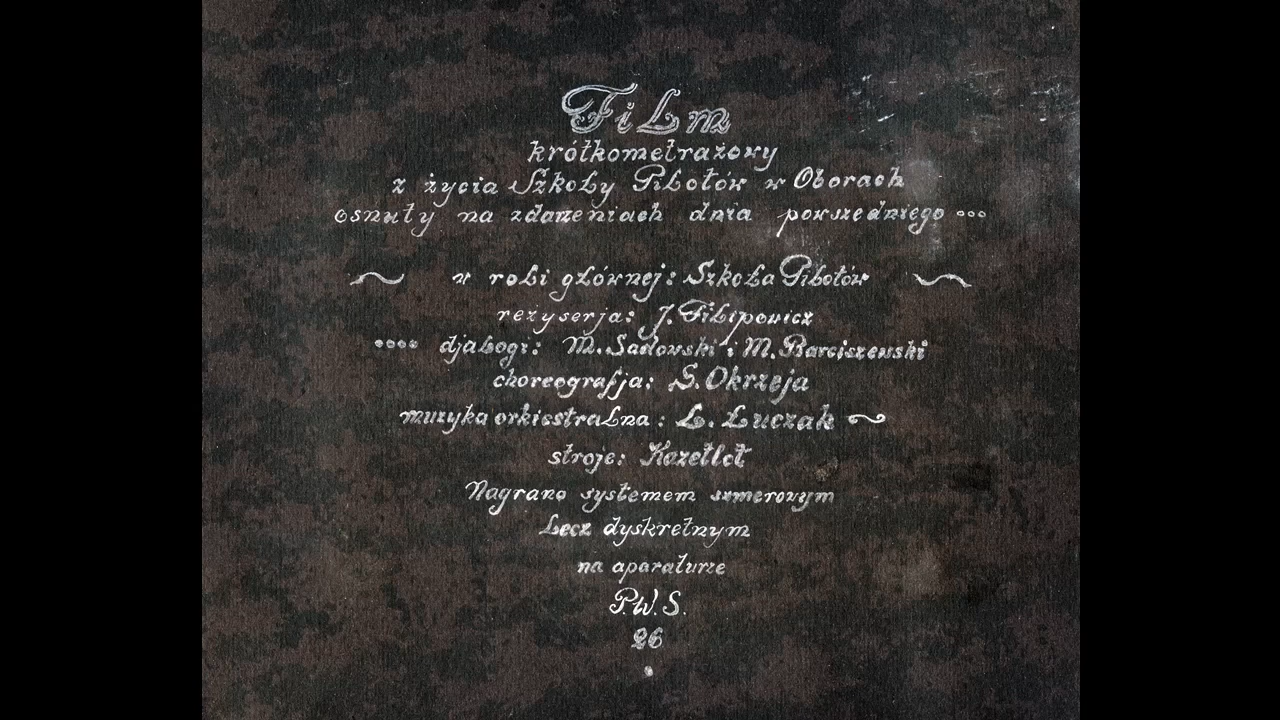 Film
krótkometrażowy
z życia Szkoły Pilotów w Oborach
osnuty na zdarzeniach dnia powszedniego ...
~ w roli głównej: Szkoła Pilotów ~
reżyserja: J. Filipowicz
.... djalogi: M. Sadowski i M. Barciszewski
choreografja: S. Okrzeja
muzyka orkiestralna: L. Łuczak ~
stroje: Kazetlot
Nagrano systemem szmerowym
Lecz dyskretnym
na aparaturze
P.W.S.
26
.